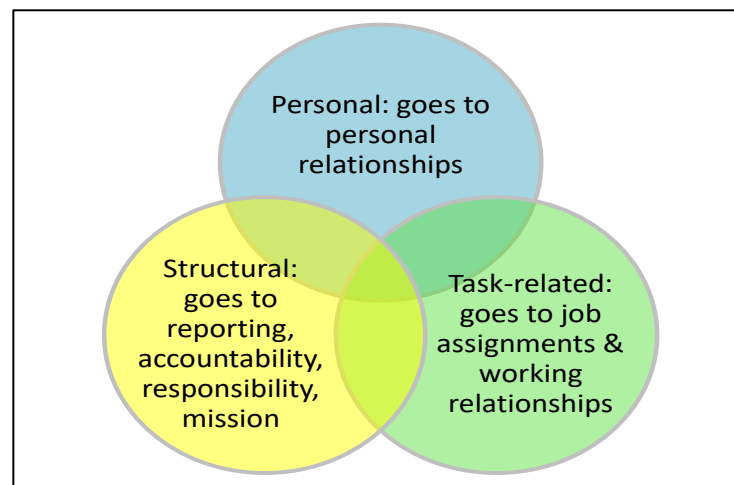 Personal: goes to
personal
relationships
Structural:
goes to
reporting,
accountability,
responsibility,
mission
Task-related:
goes to job
assignments &
working
relationships